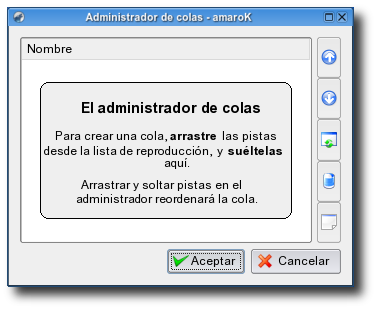 Administrador de colas - amaroK
Nombre
El administrador de colas
Para crear una cola, arrastre las pistas
desde la lista de reproducción, y suéltelas
aquí.
Arrastrar y soltar pistas en el
administrador reordenará la cola.
Aceptar
Cancelar